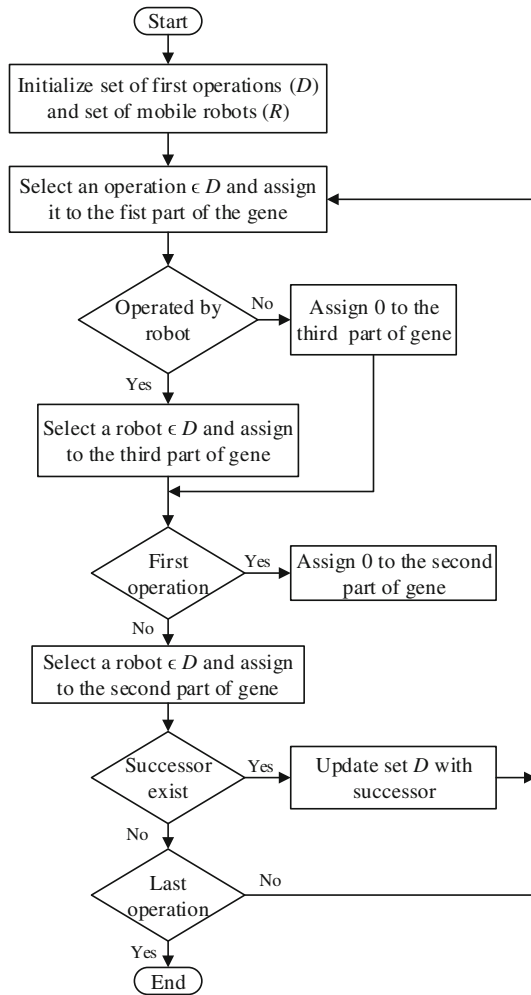 Start
Initialize set of first operations (D)
and set of mobile robots (R)
Select an operation ϵ D and assign
it to the fist part of the gene
Operated by
robot
No
Assign 0 to the
third part of gene
Yes
Select a robot ϵ D and assign
to the third part of gene
First
operation
Yes
Assign 0 to the second
part of gene
No
Select a robot ϵ D and assign
to the second part of gene
Successor
exist
Yes
Update set D with
successor
No
Last
operation
No
Yes
End